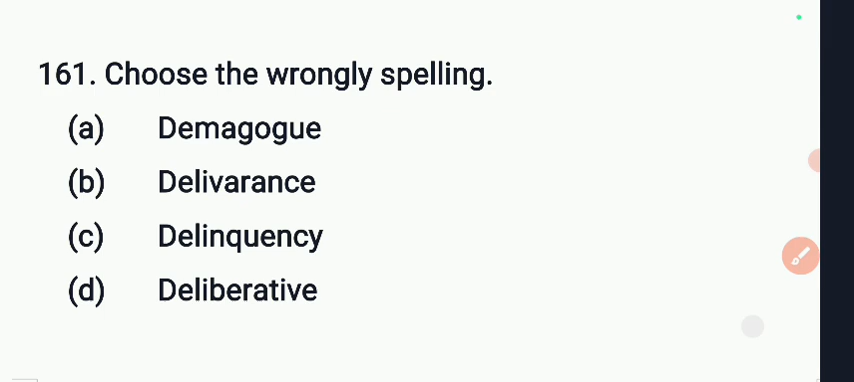 161. Choose the wrongly spelling.
(a) Demagogue
(b) Delivarance
(c) Delinquency
(d) Deliberative